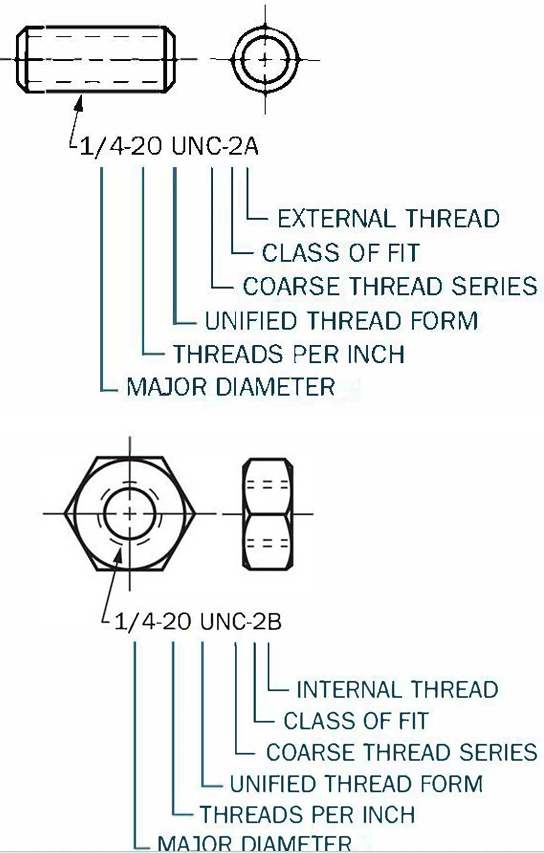 1/4-20 UNC-2A
EXTERNAL THREAD
CLASS OF FIT
COARSE THREAD SERIES
UNIFIED THREAD FORM
THREADS PER INCH
MAJOR DIAMETER
1/4-20 UNC-2B
INTERNAL THREAD
CLASS OF FIT
COARSE THREAD SERIES
UNIFIED THREAD FORM
THREADS PER INCH
MAJOR DIAMETER